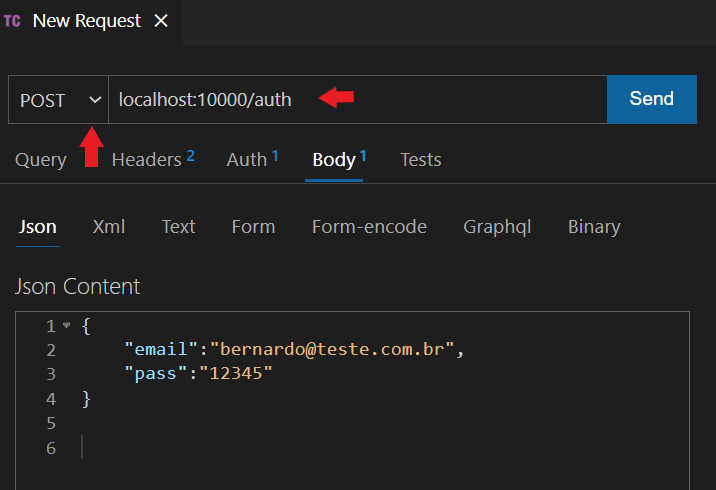 TC New Request ×
POST localhost:10000/auth Send
Query Headers 2 Auth 1 Body 1 Tests
Json Xml Text Form Form-encode Graphql Binary
Json Content
1 {
2 "email":"bernardo@teste.com.br",
3 "pass":"12345"
4 }
5
6